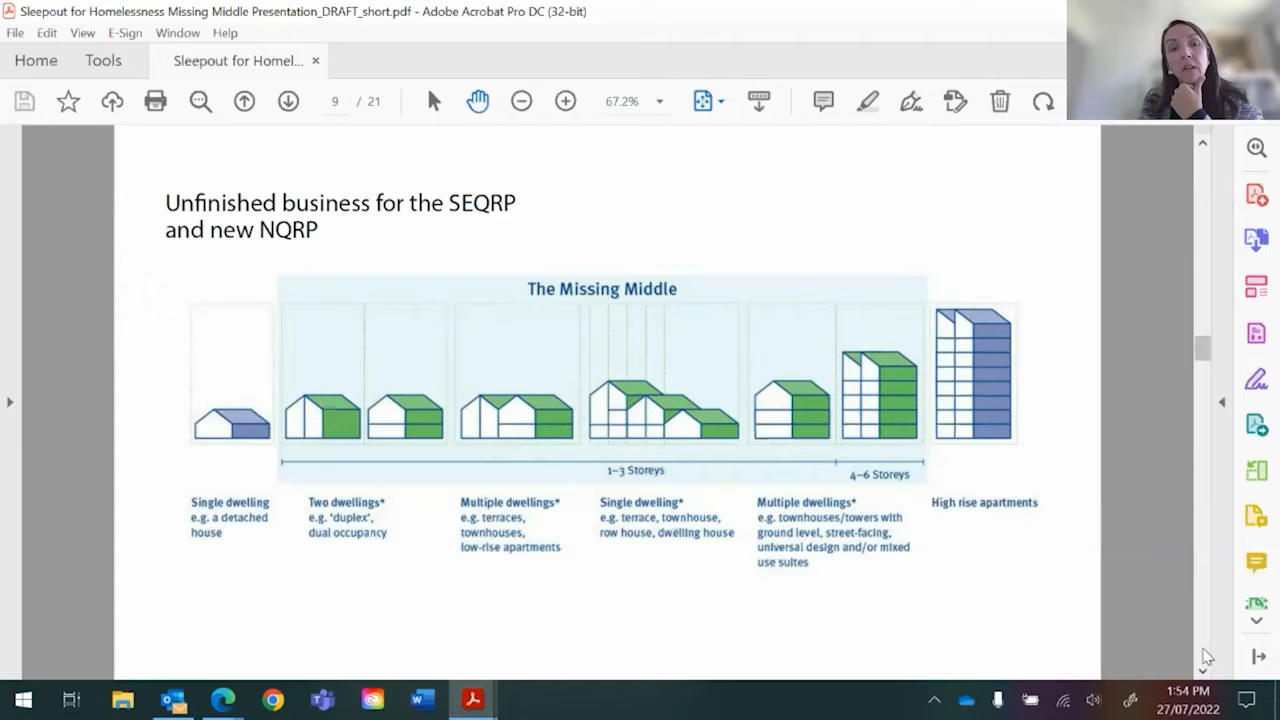 Sleepout for Homelessness Missing Middle Presentation_DRAFT_short.pdf - Adobe Acrobat Pro DC (32-bit)
File Edit View E-Sign Window Help
Home Tools Sleepout for Homel... ×
9 / 21 67.2%
Unfinished business for the SEQRP
and new NQRP
The Missing Middle
1–3 Storeys
4–6 Storeys
Single dwelling
e.g. a detached
house
Two dwellings*
e.g. 'duplex',
dual occupancy
Multiple dwellings*
e.g. terraces,
townhouses,
low-rise apartments
Single dwelling*
e.g. terrace, townhouse,
row house, dwelling house
Multiple dwellings*
e.g. townhouses/towers with
ground level, street-facing,
universal design and/or mixed
use suites
High rise apartments
1:54 PM
27/07/2022